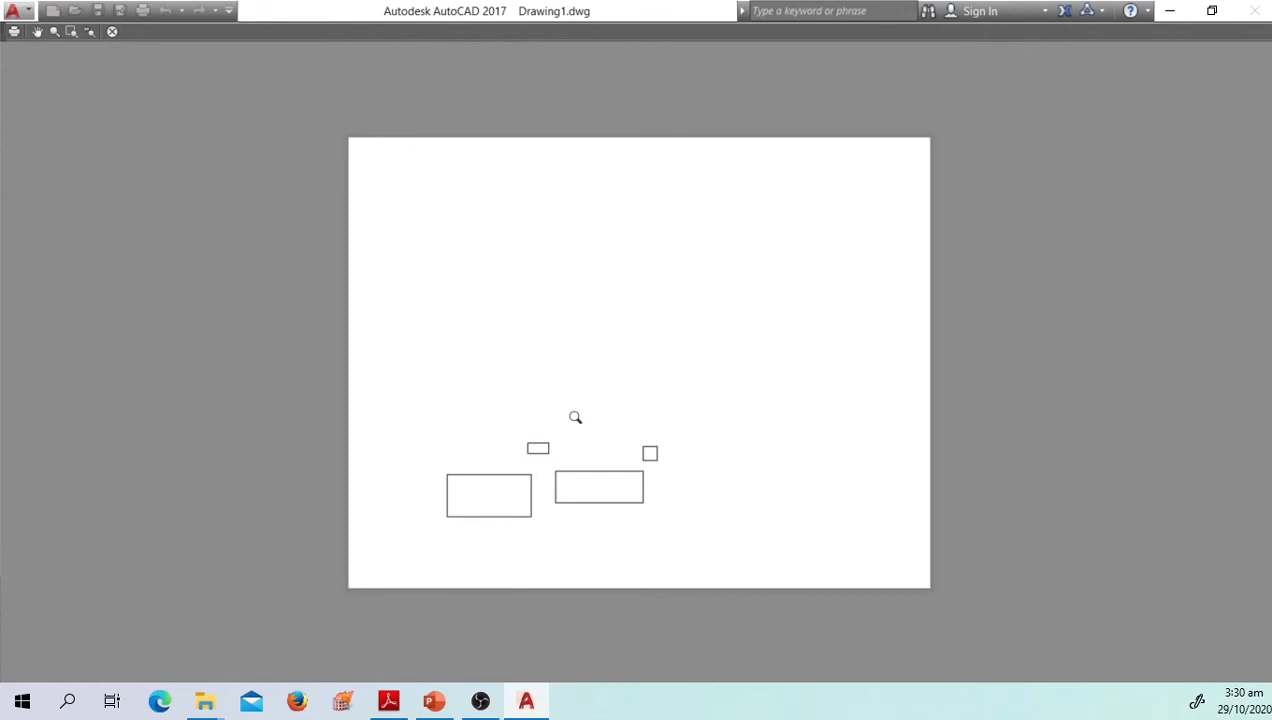 Autodesk AutoCAD 2017 Drawing1.dwg
Type a keyword or phrase
Sign In
3:30 am
29/10/2020